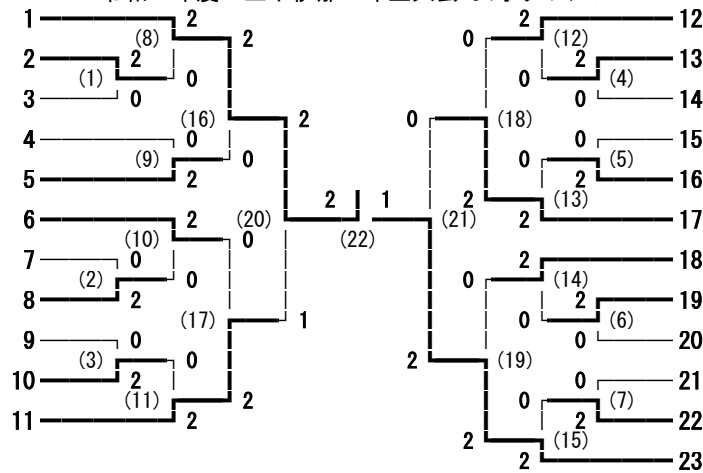 1 2 2 12
(8) 2 0 (12)
2 2 2 13
(1) 0 0 (4)
3 0 0 14
(16) 2 0 (18)
4 0 0 15
(9) 0 0 (5)
5 2 2 2 16
(13)
2 1 2 17
6 2 (20) (22) (21)
(10) 0 2 18
7 0 (14)
(2) 0 0 2 19
8 2 0 (6)
(17) 1 0 20
9 0 2 (19)
(3) 0 0 21
10 2 0 (7)
(11) 2 2 22
11 2 2 (15)
2 23